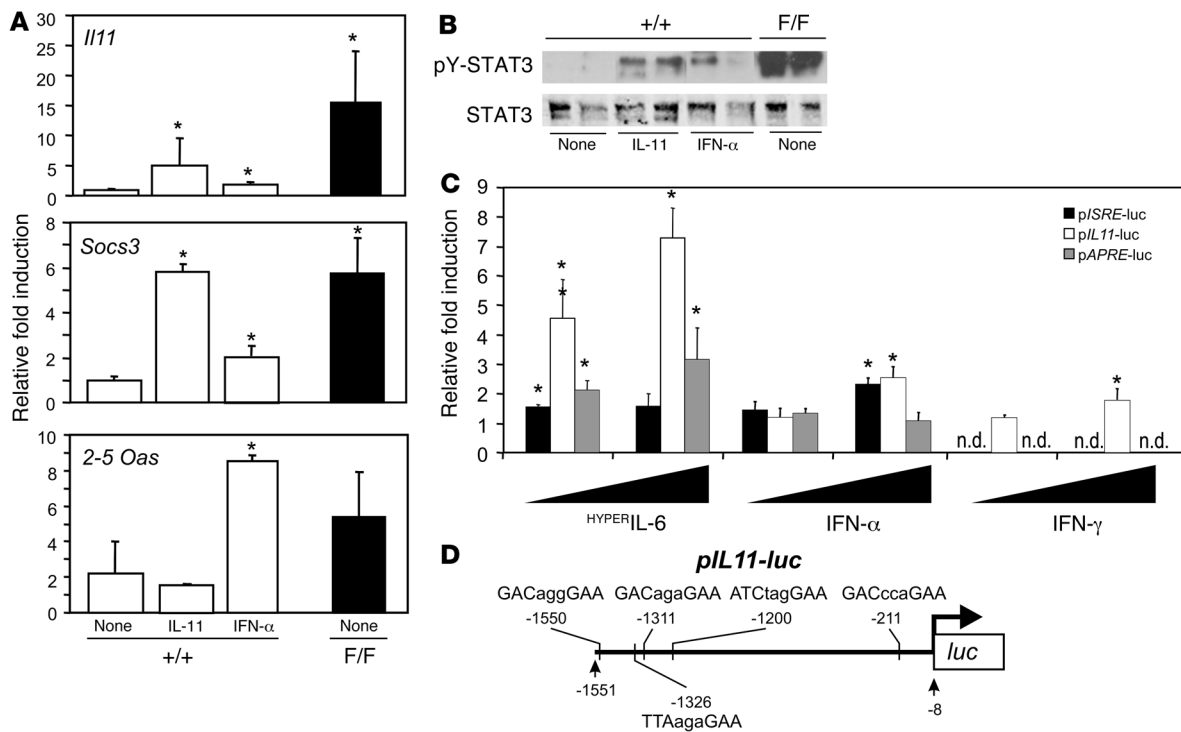 A
Relative fold induction
Il11
30
25
20
15
10
5
0
Socs3
8
6
4
2
0
2-5 Oas
10
8
6
4
2
0
None IL-11 IFN-α None
+/+ F/F
B
+/+ F/F
pY-STAT3
STAT3
None IL-11 IFN-α None
C
Relative fold induction
9
8
7
6
5
4
3
2
1
0
pISRE-luc
pIL11-luc
pAPRE-luc
n.d. n.d. n.d. n.d.
HYPERIL-6 IFN-α IFN-γ
D
pIL11-luc
GACaggGAA GACagaGAA ATCtagGAA GACccaGAA
-1550 -1311 -1200 -211
luc
-1551 -1326 -8
TTAagaGAA